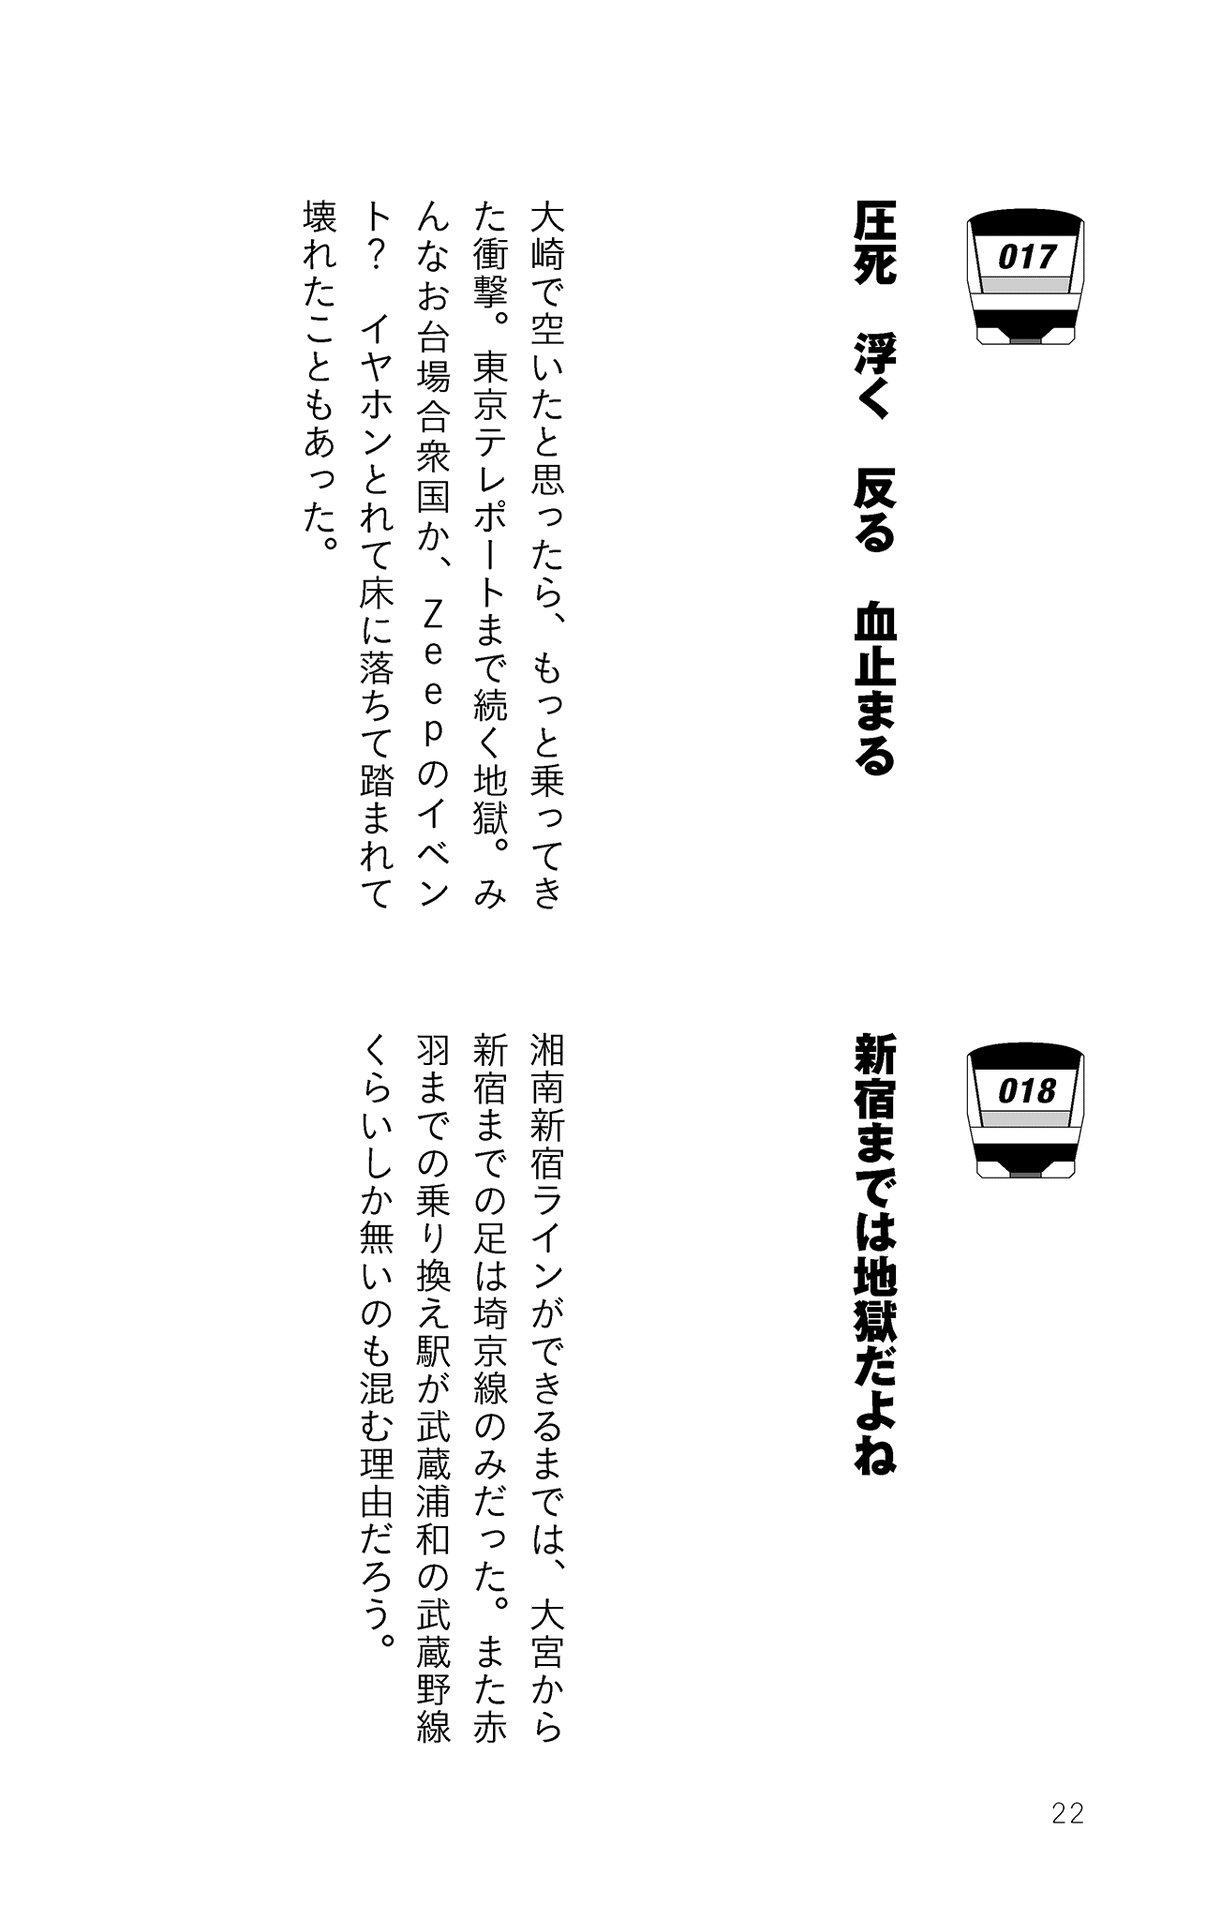 017
圧死　浮く　反る　血止まる
大崎で空いたと思ったら、もっと乗ってき
た衝撃。東京テレポートまで続く地獄。み
んなお台場合衆国か、Ｚｅｅｐのイベン
ト？　イヤホンとれて床に落ちて踏まれて
壊れたこともあった。
018
新宿までは地獄だよね
湘南新宿ラインができるまでは、大宮から
新宿までの足は埼京線のみだった。また赤
羽までの乗り換え駅が武蔵浦和の武蔵野線
くらいしか無いのも混む理由だろう。
22